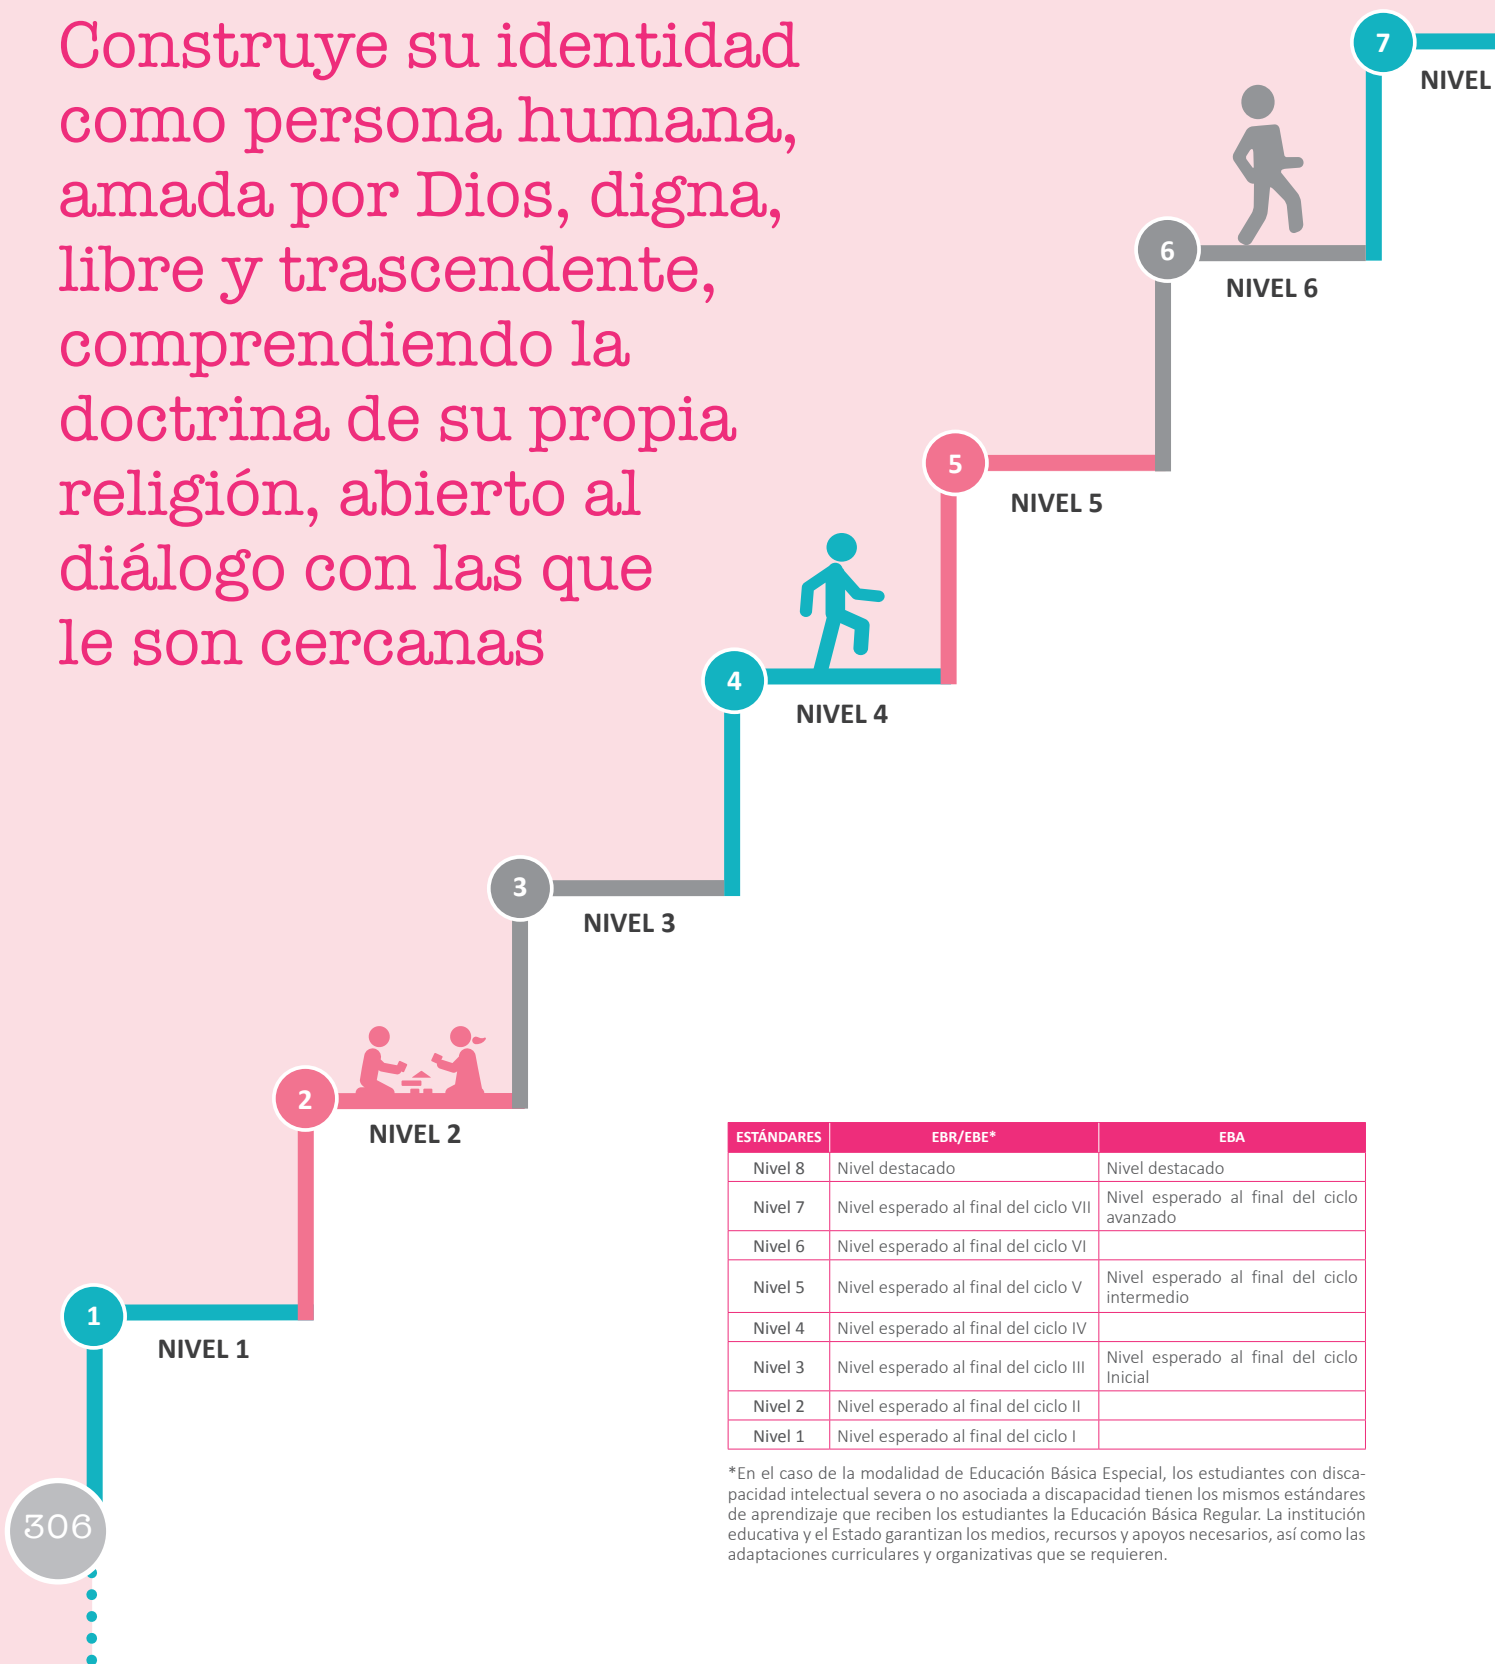 Construye su identidad
como persona humana,
amada por Dios, digna,
libre y trascendente,
comprendiendo la
doctrina de su propia
religión, abierto al
diálogo con las que
le son cercanas
7
NIVEL
6
NIVEL 6
5
NIVEL 5
4
NIVEL 4
3
NIVEL 3
2
NIVEL 2
1
NIVEL 1
ESTÁNDARES EBR/EBE* EBA
Nivel 8 Nivel destacado Nivel destacado
Nivel 7 Nivel esperado al final del ciclo VII Nivel esperado al final del ciclo
avanzado
Nivel 6 Nivel esperado al final del ciclo VI
Nivel 5 Nivel esperado al final del ciclo V Nivel esperado al final del ciclo
intermedio
Nivel 4 Nivel esperado al final del ciclo IV
Nivel 3 Nivel esperado al final del ciclo III Nivel esperado al final del ciclo
Inicial
Nivel 2 Nivel esperado al final del ciclo II
Nivel 1 Nivel esperado al final del ciclo I
*En el caso de la modalidad de Educación Básica Especial, los estudiantes con disca-
pacidad intelectual severa o no asociada a discapacidad tienen los mismos estándares
de aprendizaje que reciben los estudiantes la Educación Básica Regular. La institución
educativa y el Estado garantizan los medios, recursos y apoyos necesarios, así como las
adaptaciones curriculares y organizativas que se requieren.
306